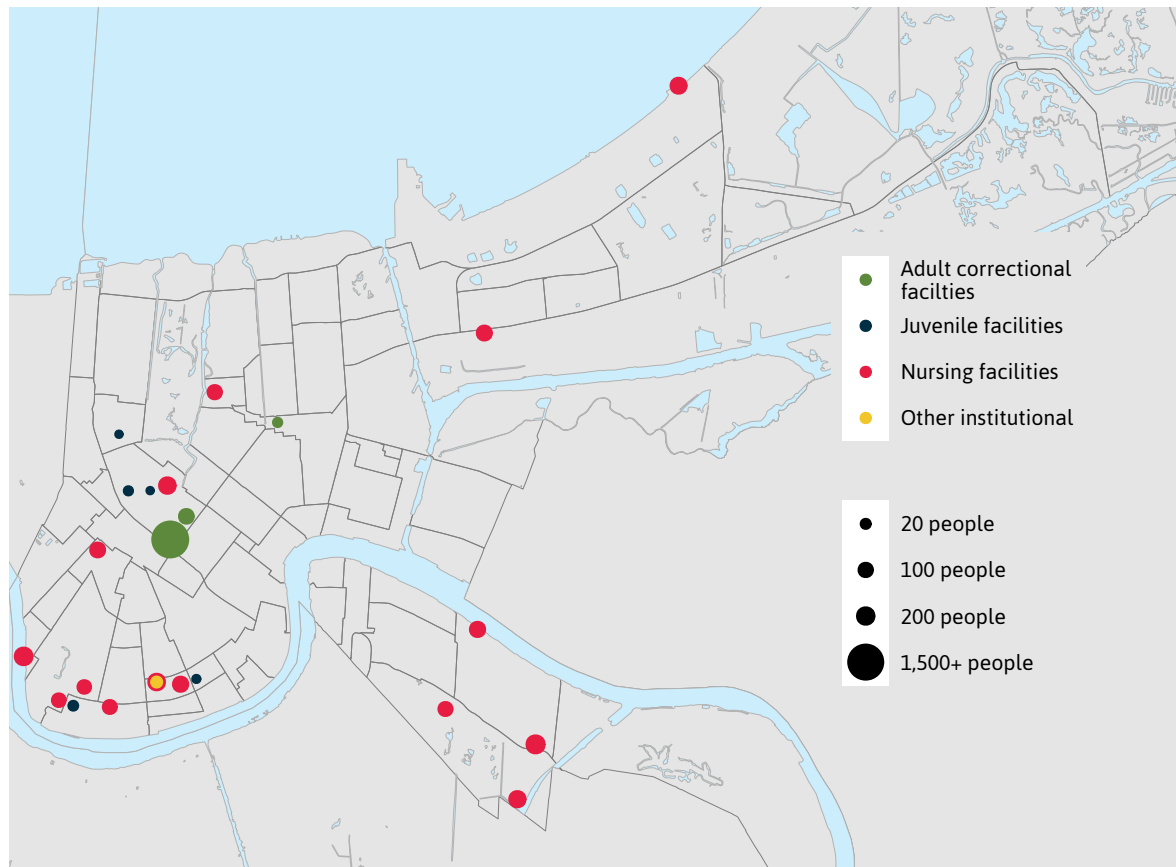 Adult correctional
facilties
Juvenile facilities
Nursing facilities
Other institutional
20 people
100 people
200 people
1,500+ people